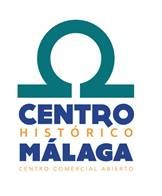 CENTRO
HISTÓRICO
MÁLAGA
CENTRO COMERCIAL ABIERTO